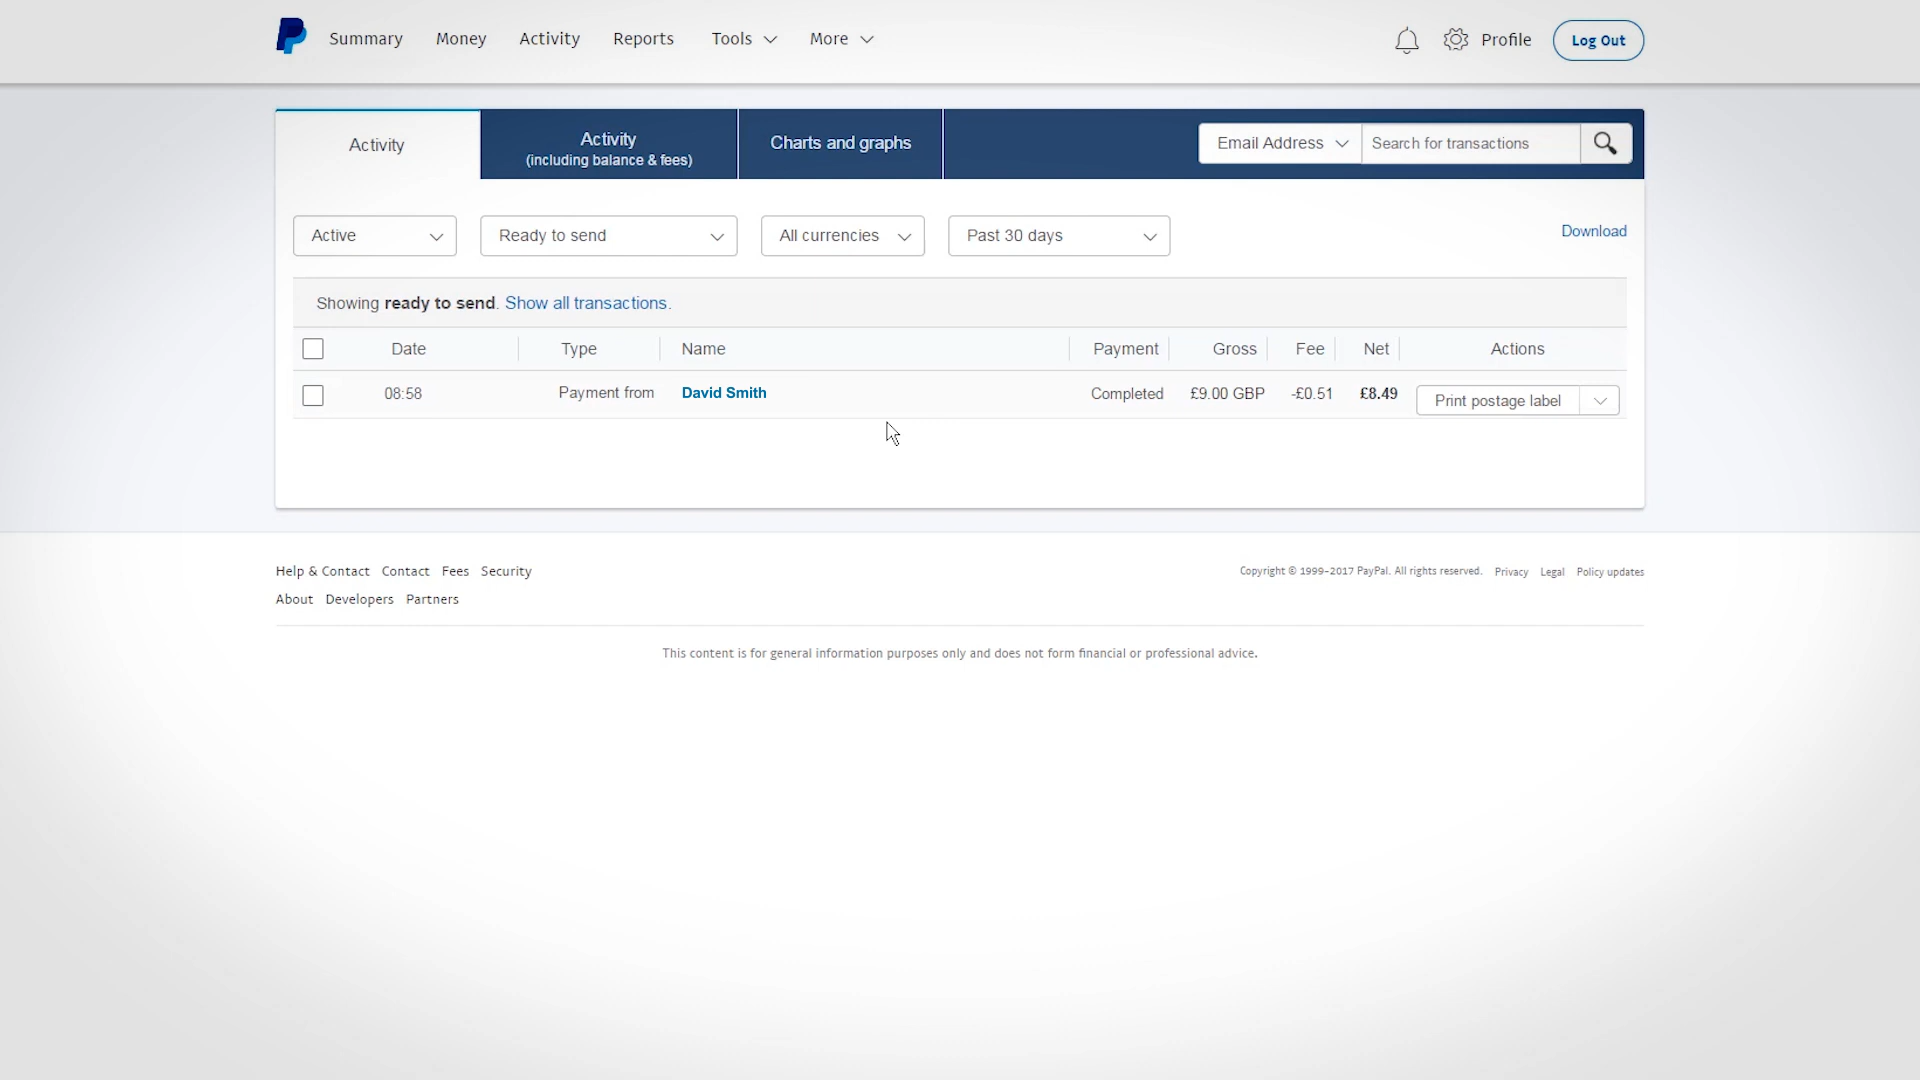 Summary Money Activity Reports Tools More Profile Log Out
Activity
Activity
(including balance & fees)
Charts and graphs
Email Address Search for transactions
Active Ready to send All currencies Past 30 days Download
Showing ready to send. Show all transactions.
Date Type Name Payment Gross Fee Net Actions
08:58 Payment from David Smith Completed £9.00 GBP -£0.51 £8.49 Print postage label
Help & Contact Contact Fees Security
Copyright © 1999-2017 PayPal. All rights reserved. Privacy Legal Policy updates
About Developers Partners
This content is for general information purposes only and does not form financial or professional advice.